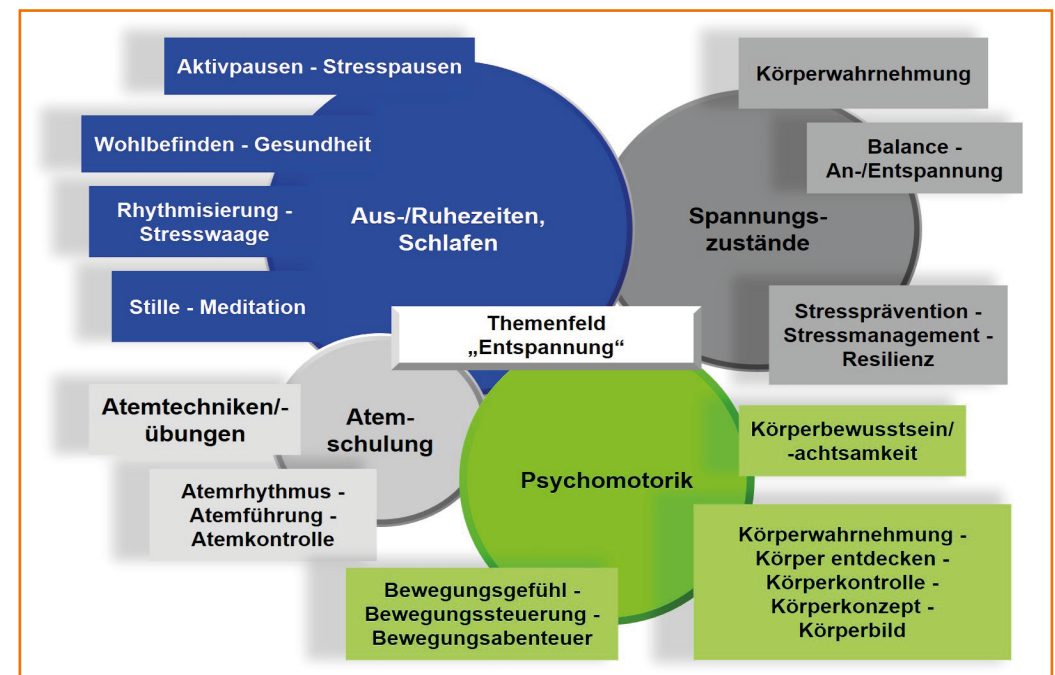 Aktivpausen - Stresspausen
Wohlbefinden - Gesundheit
Rhythmisierung -
Stresswaage
Stille - Meditation
Aus-/Ruhezeiten,
Schlafen
Körperwahrnehmung
Balance -
An-/Entspannung
Spannungs-
zustände
Stressprävention -
Stressmanagement -
Resilienz
Themenfeld
„Entspannung“
Atemtechniken/-
übungen
Atem-
schulung
Atemrhythmus -
Atemführung -
Atemkontrolle
Psychomotorik
Körperbewusstsein/
-achtsamkeit
Körperwahrnehmung -
Körper entdecken -
Körperkontrolle -
Körperkonzept -
Körperbild
Bewegungsgefühl -
Bewegungssteuerung -
Bewegungsabenteuer